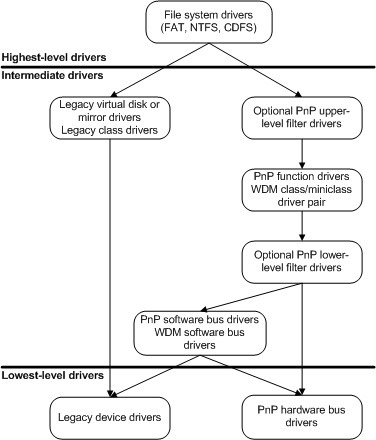 File system drivers
(FAT, NTFS, CDFS)
Highest-level drivers
Intermediate drivers
Legacy virtual disk or
mirror drivers
Legacy class drivers
Optional PnP upper-
level filter drivers
PnP function drivers
WDM class/miniclass
driver pair
Optional PnP lower-
level filter drivers
PnP software bus drivers
WDM software bus
drivers
Lowest-level drivers
Legacy device drivers
PnP hardware bus
drivers